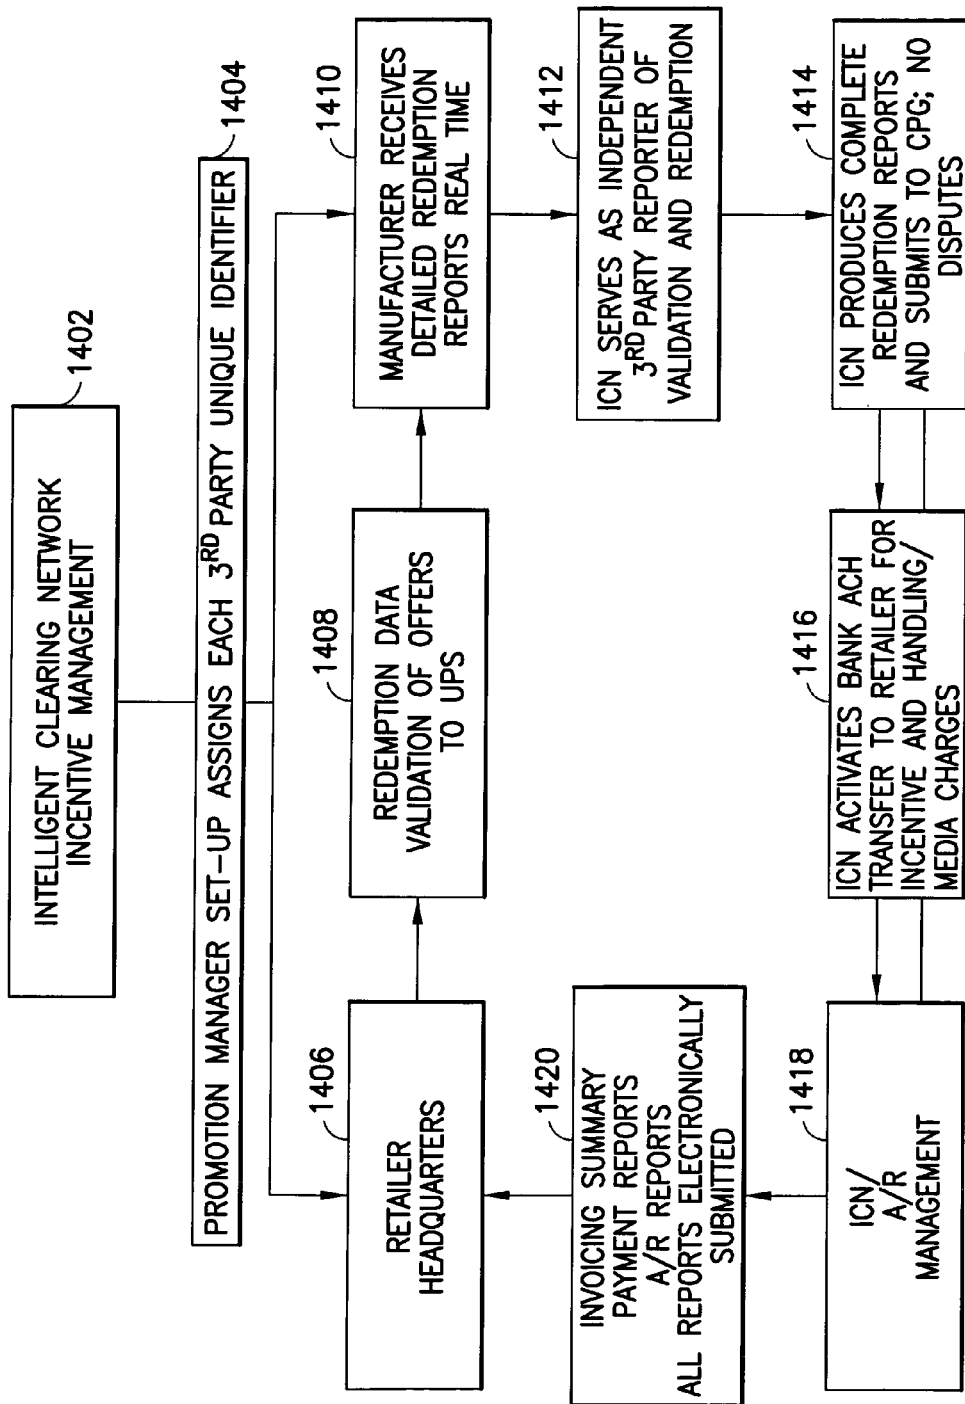 INTELLIGENT CLEARING NETWORK
INCENTIVE MANAGEMENT
1402
PROMOTION MANAGER SET-UP ASSIGNS EACH 3RD PARTY UNIQUE IDENTIFIER
1404
RETAILER
HEADQUARTERS
1406
REDEMPTION DATA
VALIDATION OF OFFERS
TO UPS
1408
MANUFACTURER RECEIVES
DETAILED REDEMPTION
REPORTS REAL TIME
1410
ICN SERVES AS INDEPENDENT
3RD PARTY REPORTER OF
VALIDATION AND REDEMPTION
1412
ICN PRODUCES COMPLETE
REDEMPTION REPORTS
AND SUBMITS TO CPG; NO
DISPUTES
1414
ICN ACTIVATES BANK ACH
TRANSFER TO RETAILER FOR
INCENTIVE AND HANDLING/
MEDIA CHARGES
1416
ICN/
A/R
MANAGEMENT
1418
INVOICING SUMMARY
PAYMENT REPORTS
A/R REPORTS
ALL REPORTS ELECTRONICALLY
SUBMITTED
1420